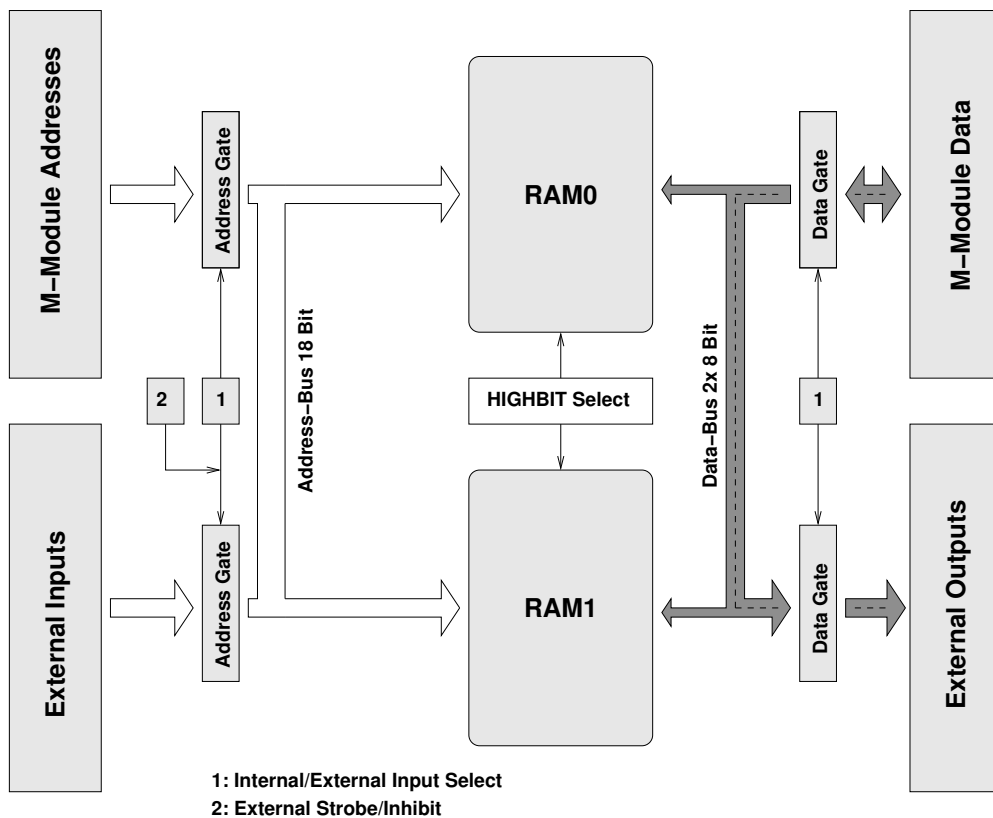 M−Module Addresses
Address Gate
RAM0
Data Gate
M−Module Data
2
1
Address−Bus 18 Bit
HIGHBIT Select
Data−Bus 2x 8 Bit
1
External Inputs
Address Gate
RAM1
Data Gate
External Outputs
1: Internal/External Input Select
2: External Strobe/Inhibit